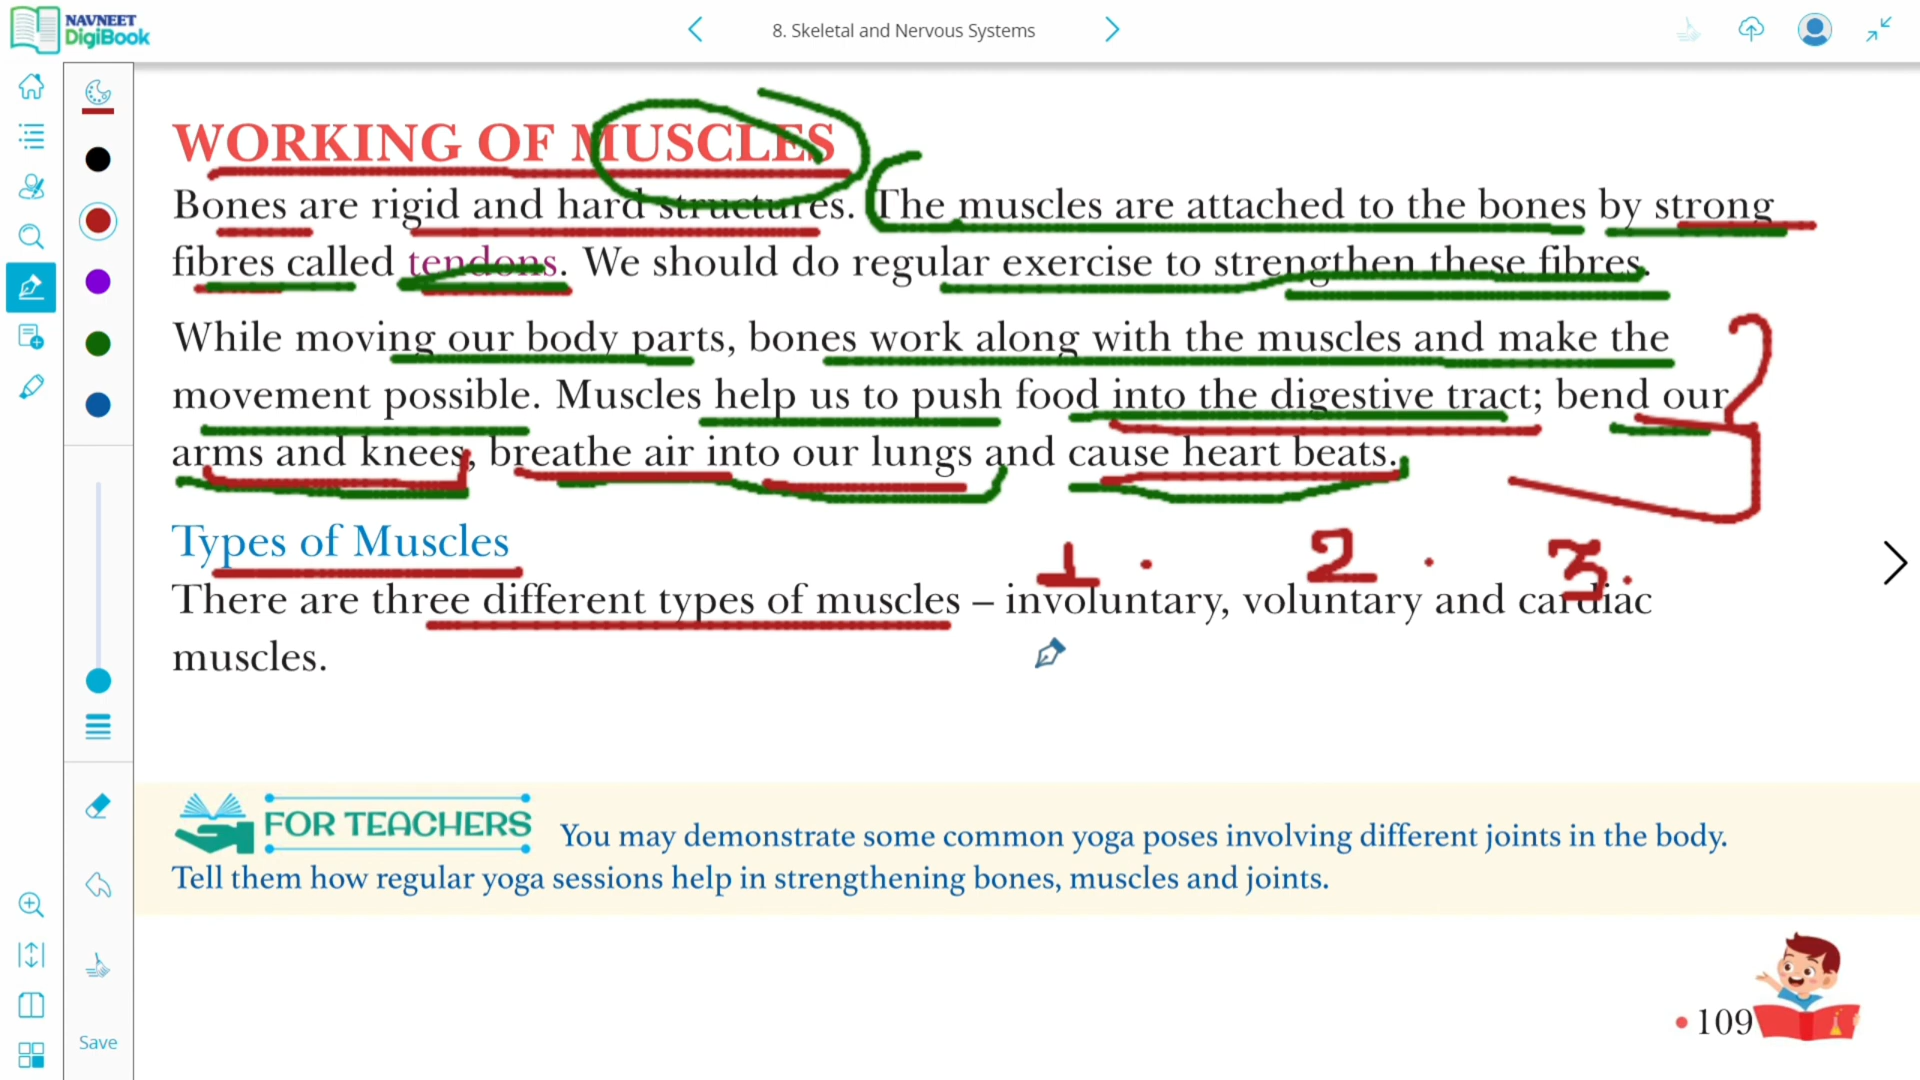 NAVNEET
DigiBook
8. Skeletal and Nervous Systems
WORKING OF MUSCLES
Bones are rigid and hard structures. The muscles are attached to the bones by strong
fibres called tendons. We should do regular exercise to strengthen these fibres.
While moving our body parts, bones work along with the muscles and make the
movement possible. Muscles help us to push food into the digestive tract; bend our
arms and knees, breathe air into our lungs and cause heart beats.
Types of Muscles
1. 2. 3.
There are three different types of muscles – involuntary, voluntary and cardiac
muscles.
FOR TEACHERS You may demonstrate some common yoga poses involving different joints in the body.
Tell them how regular yoga sessions help in strengthening bones, muscles and joints.
Save
• 109